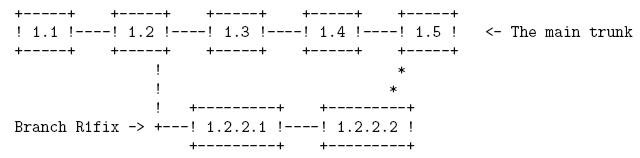 +-----+    +-----+    +-----+    +-----+    +-----+
! 1.1 !----! 1.2 !----! 1.3 !----! 1.4 !----! 1.5 !   <- The main trunk
+-----+    +-----+    +-----+    +-----+    +-----+
                !                             *
                !                            *
                !   +---------+    +---------+
Branch R1fix -> +---! 1.2.2.1 !----! 1.2.2.2 !
                    +---------+    +---------+